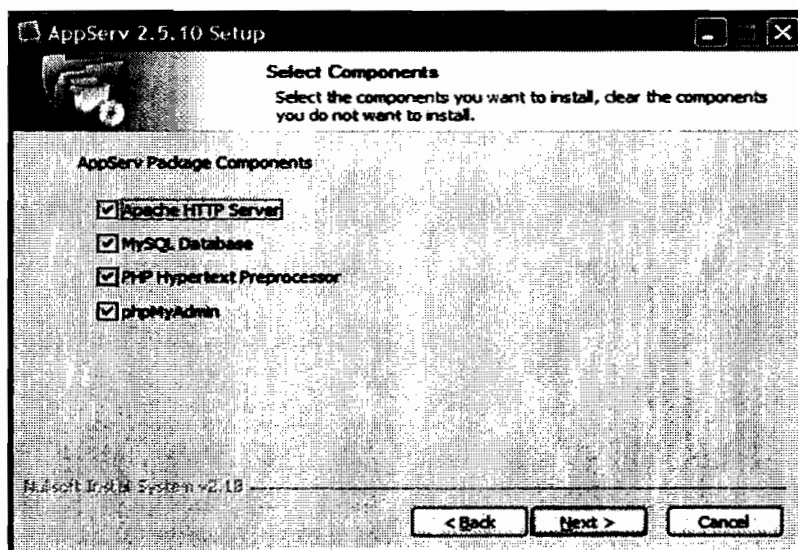 AppServ 2.5.10 Setup
Select Components
Select the components you want to install, clear the components
you do not want to install.
AppServ Package Components
Apache HTTP Server
MySQL Database
PHP Hypertext Preprocessor
phpMyAdmin
Nullsoft Install System v2.18
< Back Next > Cancel